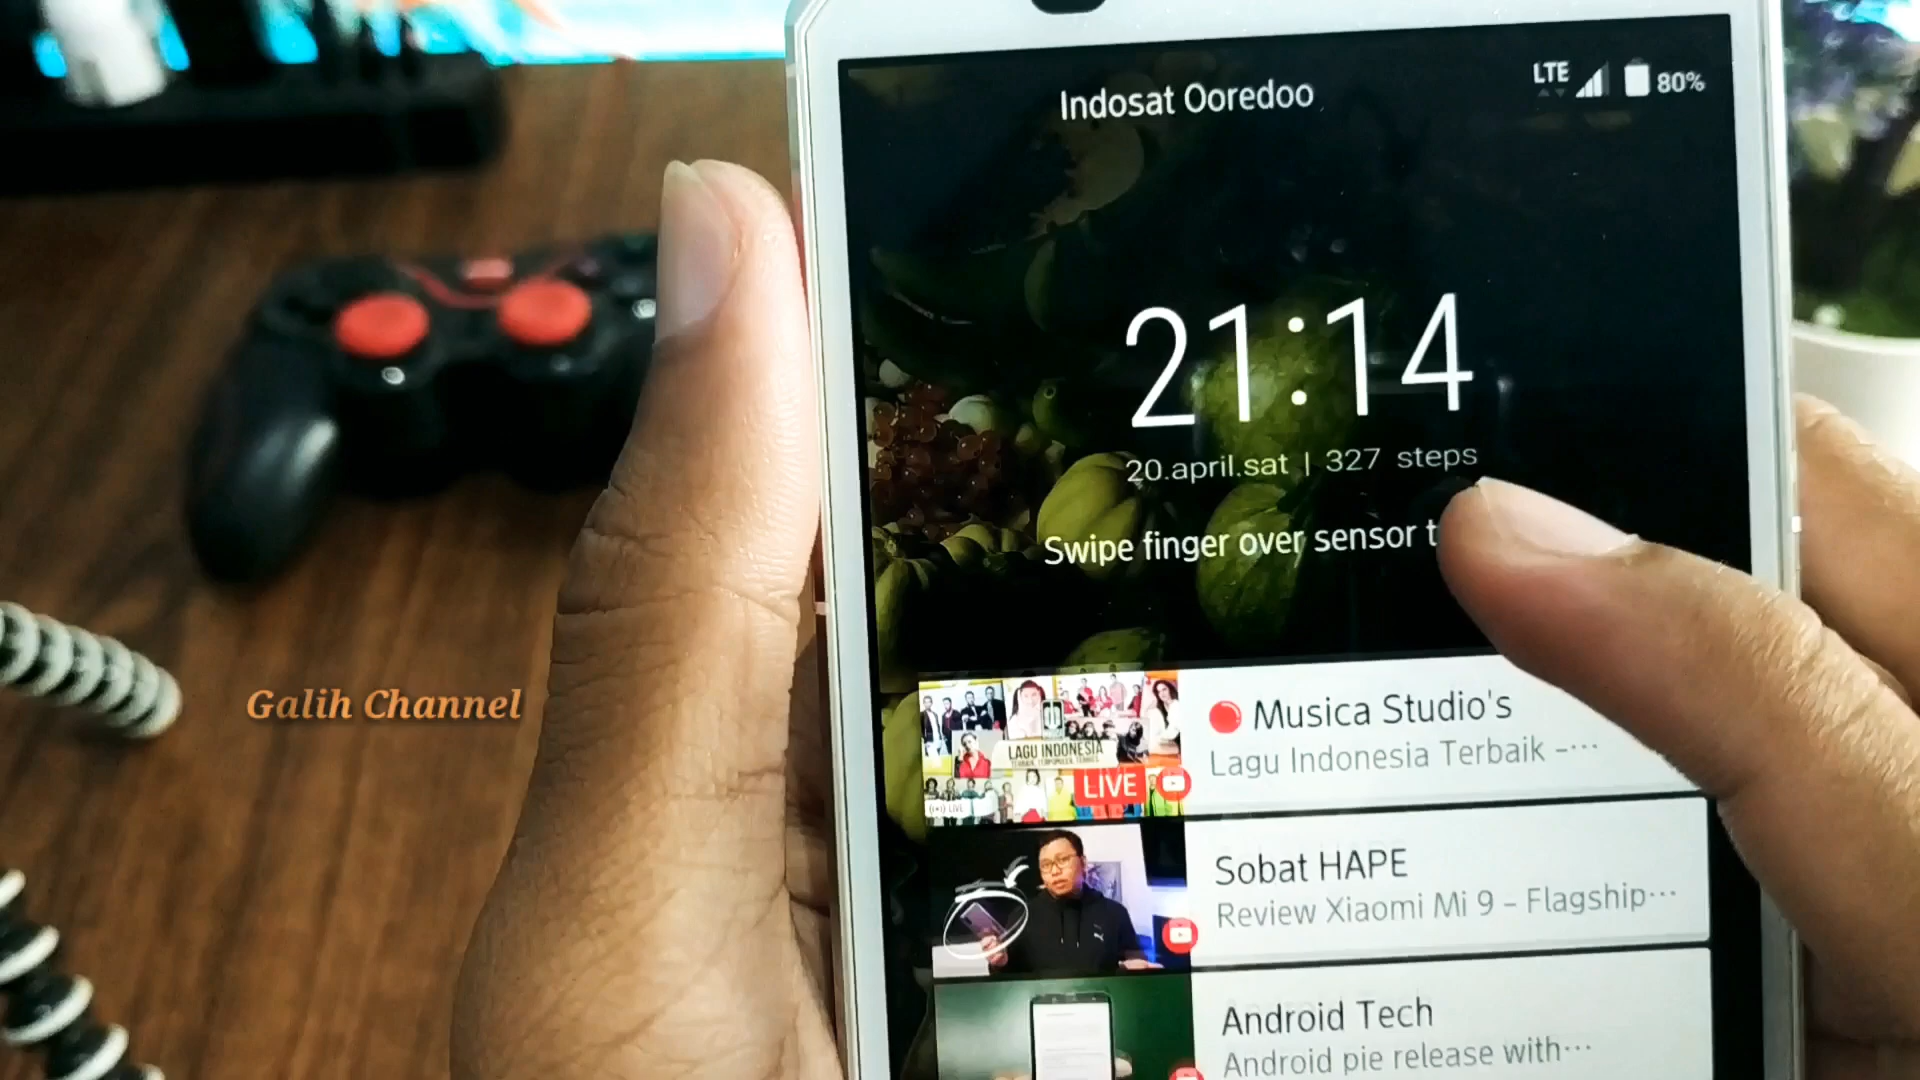 Indosat Ooredoo
LTE
80%
21:14
20.april.sat | 327 steps
Swipe finger over sensor t
Galih Channel
LAGU INDONESIA
LIVE
Musica Studio's
Lagu Indonesia Terbaik -...
Sobat HAPE
Review Xiaomi Mi 9 - Flagship...
Android Tech
Android pie release with...